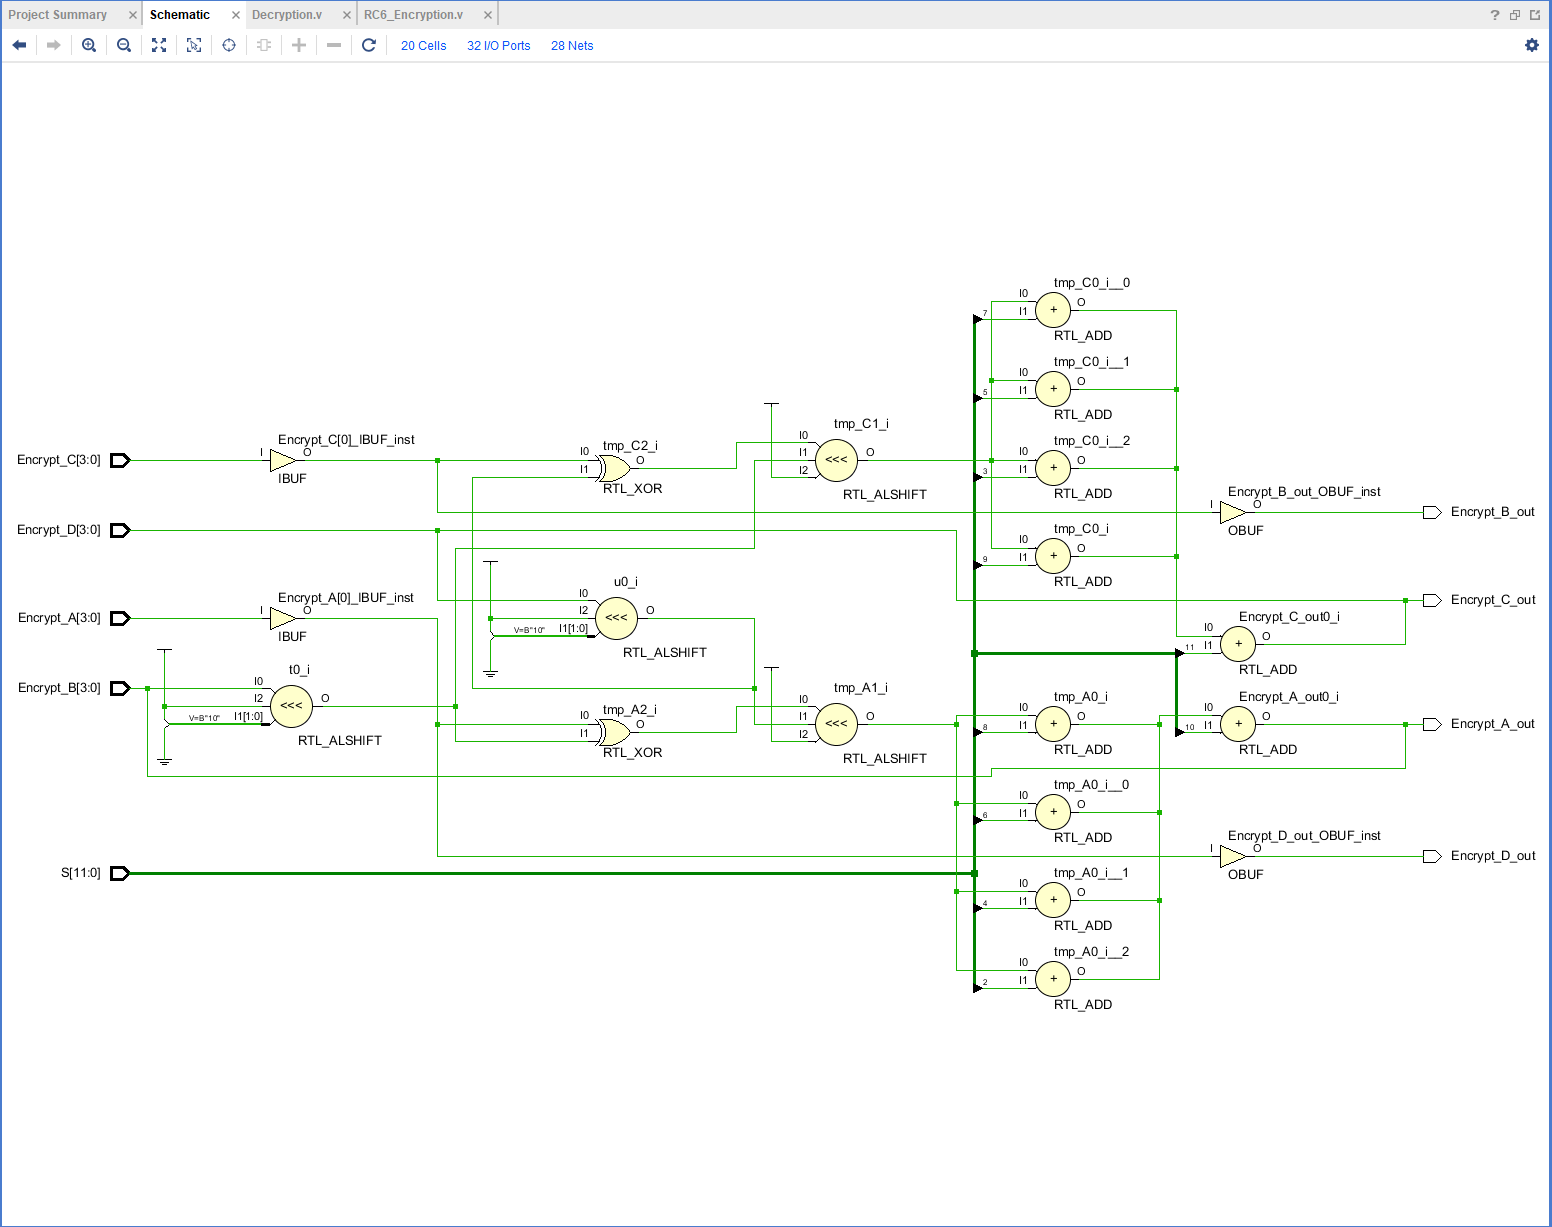 Project Summary × Schematic × Decryption.v × RC6_Encryption.v × ?
20 Cells 32 I/O Ports 28 Nets
tmp_C0_i__0
I0 O
I1 +
7
RTL_ADD
tmp_C0_i__1
I0 O
I1 +
5
RTL_ADD
tmp_C1_i
I0
I1 <<< O
I2
RTL_ALSHIFT
Encrypt_C[3:0]
Encrypt_C[0]_IBUF_inst
I O
IBUF
tmp_C2_i
I0 O
I1
RTL_XOR
tmp_C0_i__2
I0 O
I1 +
3
RTL_ADD
Encrypt_B_out_OBUF_inst
I O
OBUF
Encrypt_B_out
Encrypt_D[3:0]
tmp_C0_i
I0 O
I1 +
9
RTL_ADD
u0_i
I0 O
I2 <<<
V=B"10" I1[1:0]
RTL_ALSHIFT
Encrypt_C_out
Encrypt_A[3:0]
Encrypt_A[0]_IBUF_inst
I O
IBUF
Encrypt_C_out0_i
I0 O
11 I1 +
RTL_ADD
Encrypt_B[3:0]
t0_i
I0 O
I2 <<<
V=B"10" I1[1:0]
RTL_ALSHIFT
tmp_A2_i
I0 O
I1
RTL_XOR
tmp_A1_i
I0
I1 <<< O
I2
RTL_ALSHIFT
tmp_A0_i
I0 O
I1 +
8
RTL_ADD
Encrypt_A_out0_i
I0 O
10 I1 +
RTL_ADD
Encrypt_A_out
tmp_A0_i__0
I0 O
I1 +
6
RTL_ADD
Encrypt_D_out_OBUF_inst
I O
OBUF
Encrypt_D_out
S[11:0]
tmp_A0_i__1
I0 O
I1 +
4
RTL_ADD
tmp_A0_i__2
I0 O
I1 +
2
RTL_ADD